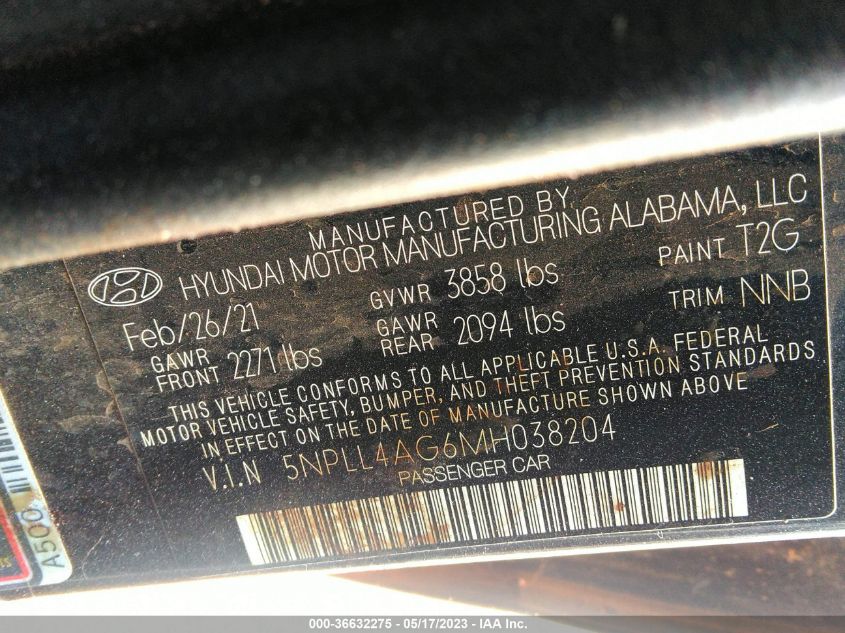 MANUFACTURED BY
HYUNDAI MOTOR MANUFACTURING ALABAMA, LLC
Feb/26/21 GVWR 3858 lbs PAINT T2G
GAWR FRONT 2271 lbs GAWR REAR 2094 lbs TRIM NNB
THIS VEHICLE CONFORMS TO ALL APPLICABLE U.S.A. FEDERAL
MOTOR VEHICLE SAFETY, BUMPER, AND THEFT PREVENTION STANDARDS
IN EFFECT ON THE DATE OF MANUFACTURE SHOWN ABOVE
V.I.N 5NPLL4AG6MH038204
PASSENGER CAR
A500
000-36632275 - 05/17/2023 - IAA Inc.